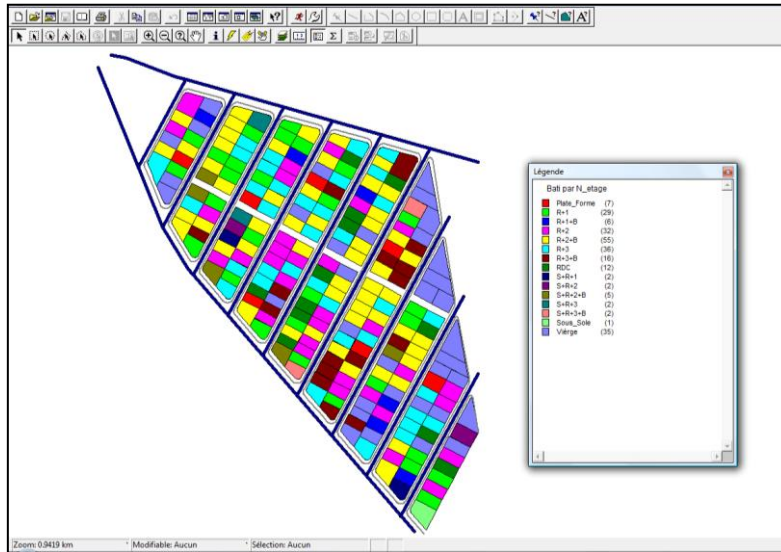 Légende
Bati par N_etage
Plate_Forme (7)
R+1 (29)
R+1+B (6)
R+2 (32)
R+2+B (55)
R+3 (36)
R+3+B (16)
RDC (12)
S+R+1 (2)
S+R+2 (2)
S+R+2+B (5)
S+R+3 (2)
S+R+3+B (2)
Sous_Sole (1)
Viérge (35)
Zoom: 0.9419 km
Modifiable: Aucun
Sélection: Aucun